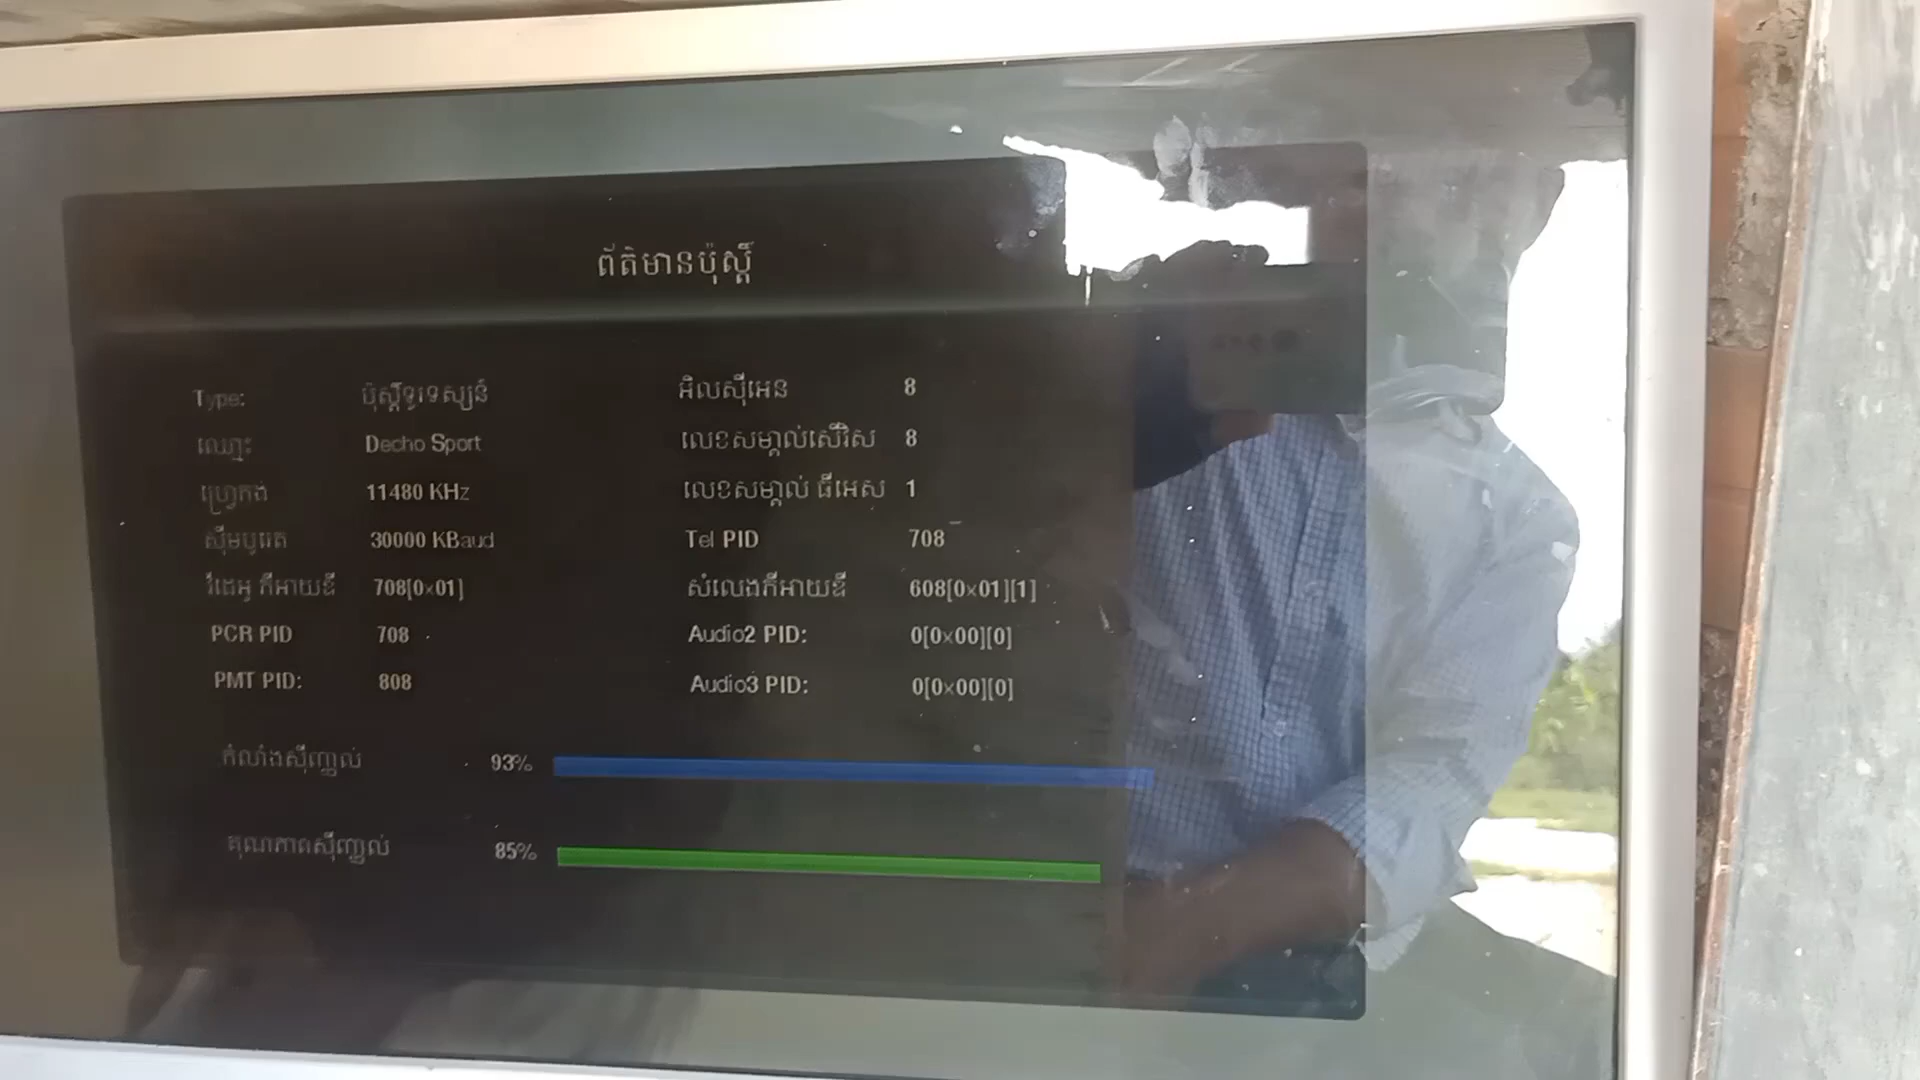 ព័ត៌មានប៉ុស្តិ៍
Type: ប៉ុស្តិ៍ទូរទស្សន៍ អិលស៊ីអេន 8
ឈ្មោះ Decho Sport លេខសម្គាល់សើវិស 8
ហ្វ្រេកង់ 11480 KHz លេខសម្គាល់ ធីអេស 1
ស៊ីមបូរេត 30000 KBaud Tel PID 708
វីដេអូ ភីអាយឌី 708[0×01] សំលេងភីអាយឌី 608[0×01][1]
PCR PID 708 Audio2 PID: 0[0×00][0]
PMT PID: 808 Audio3 PID: 0[0×00][0]
កំលាំងស៊ីញ្ញាល់ 93%
គុណភាពស៊ីញ្ញាល់ 85%